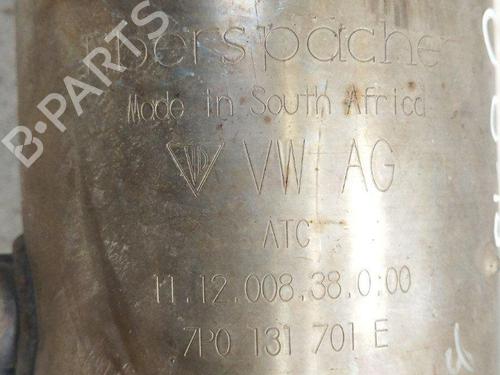 berspächer
Made in South Africa
VW AG
ATC
11.12.008.38.0:00
7P0 131 701 E
B-PARTS